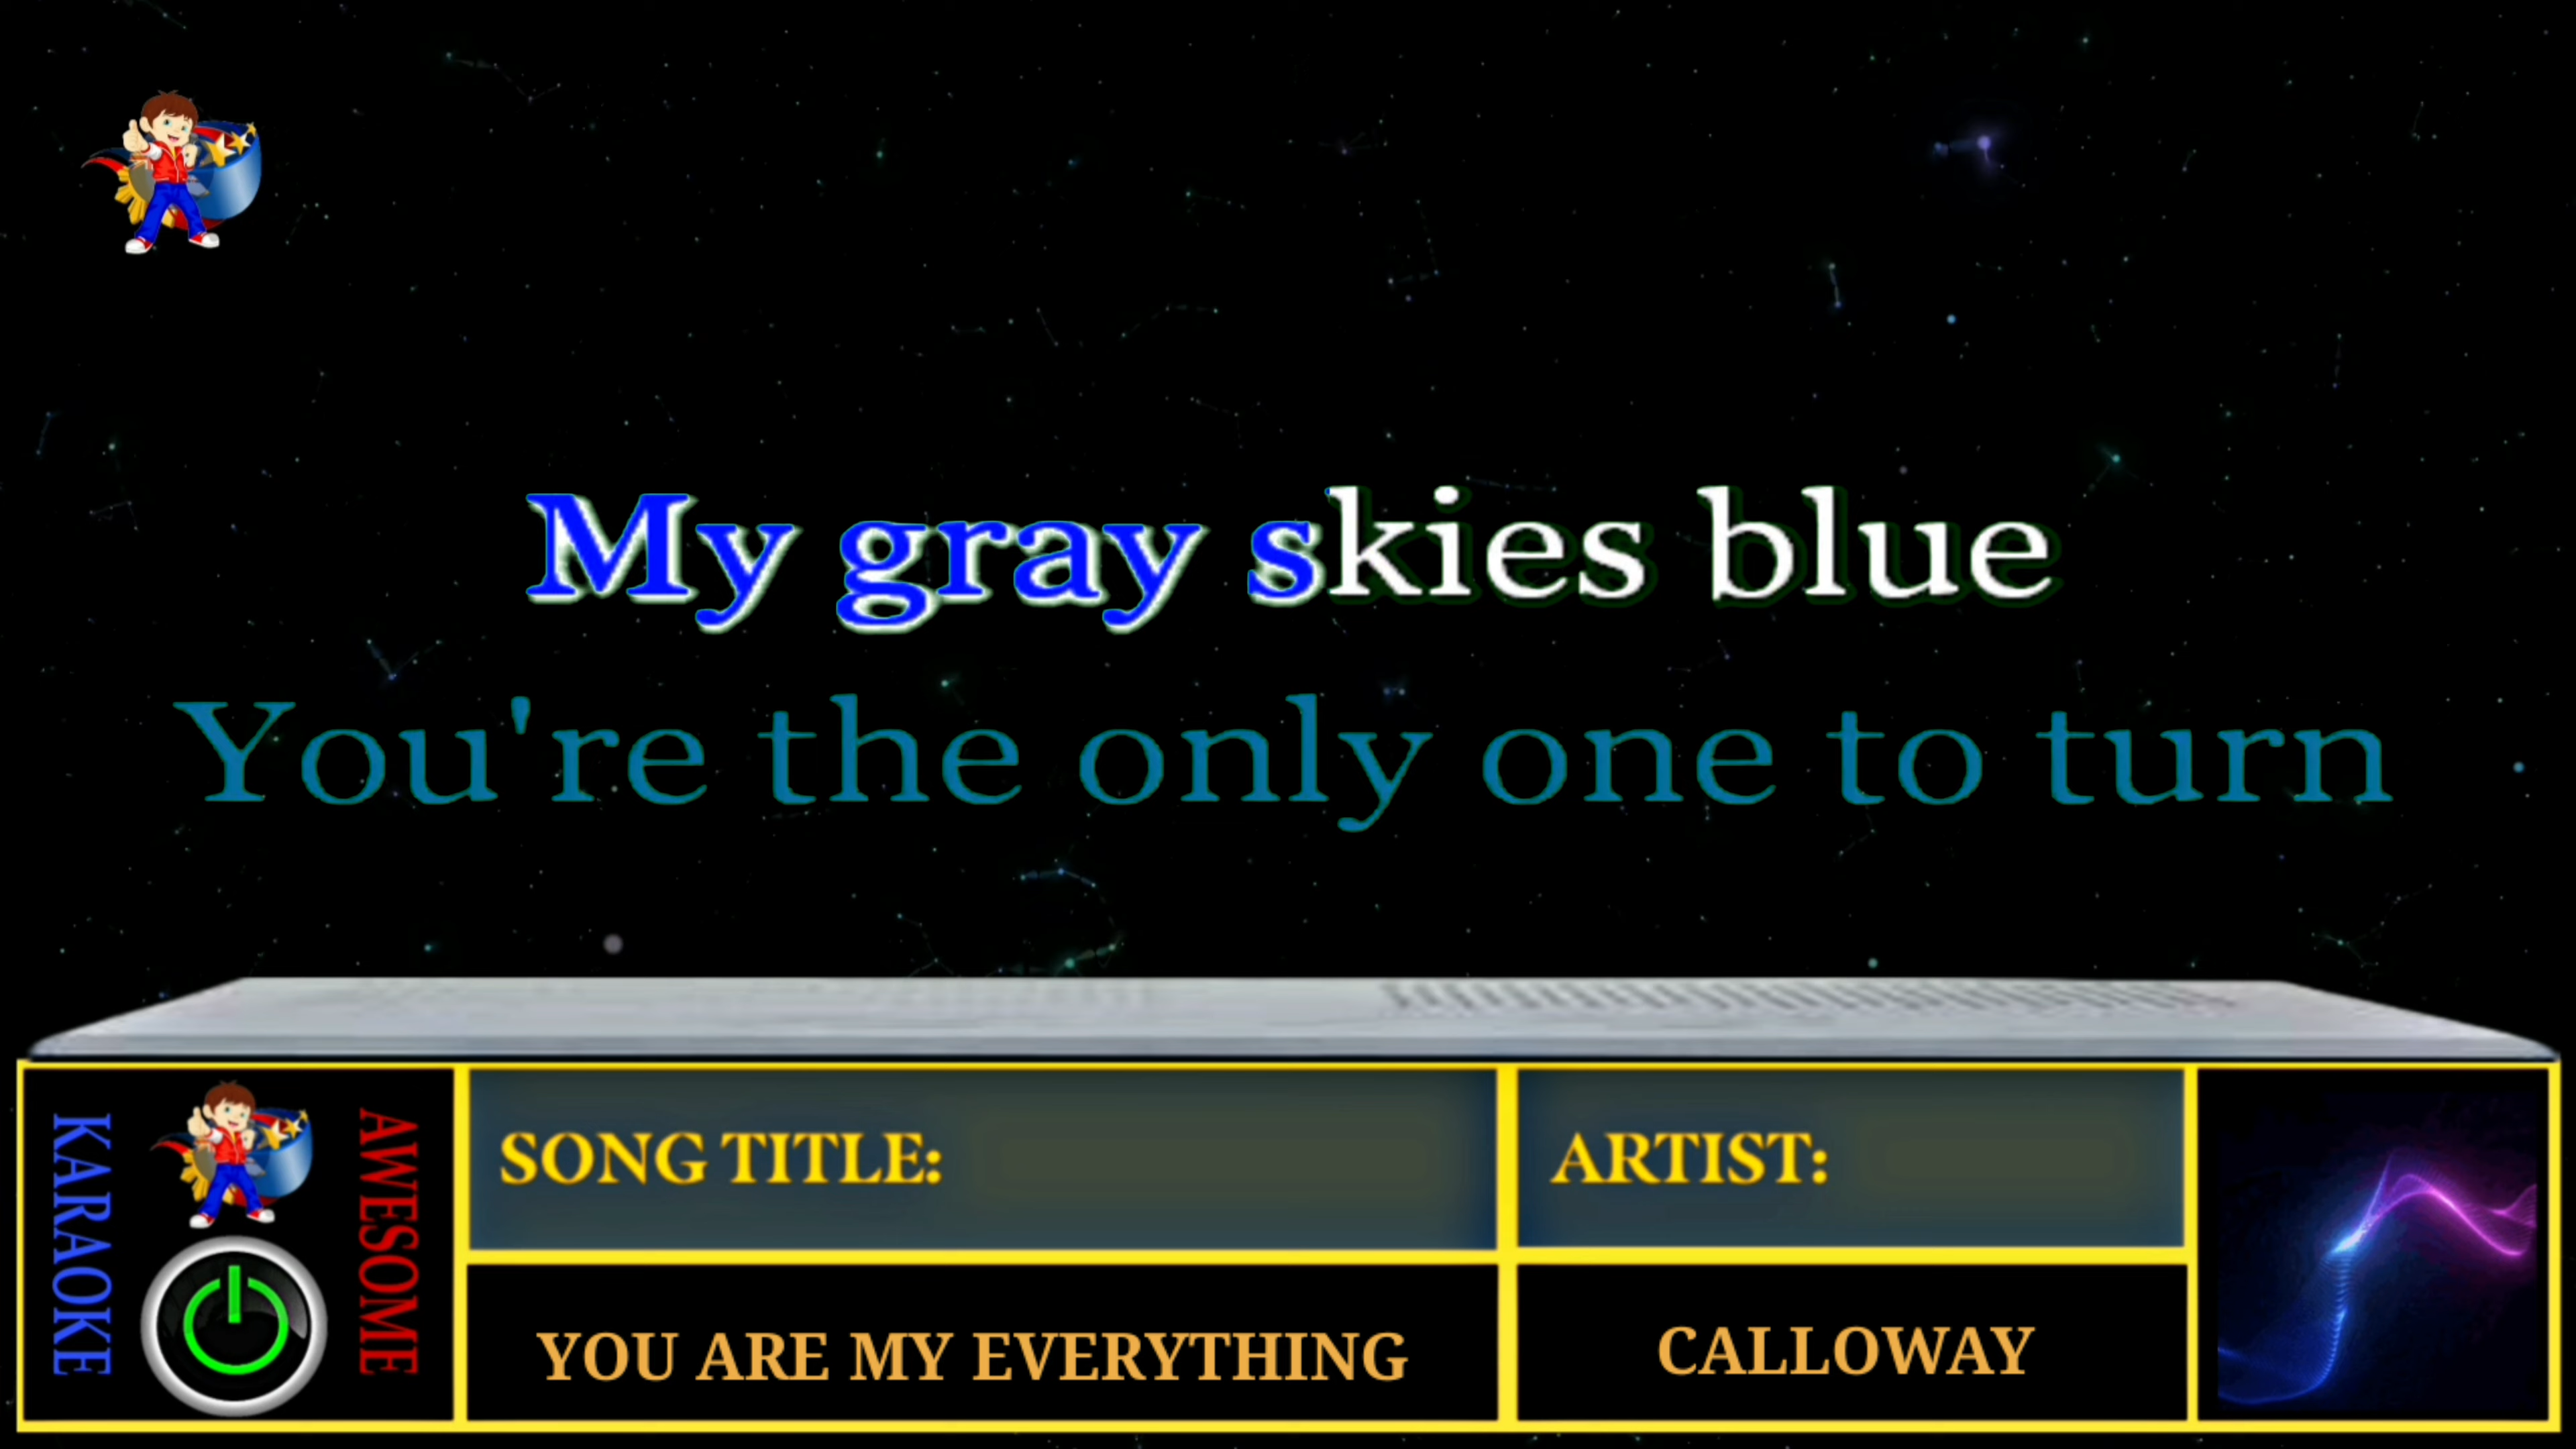 My gray skies blue
You're the only one to turn
KARAOKE
AWESOME
SONG TITLE:
ARTIST:
YOU ARE MY EVERYTHING
CALLOWAY